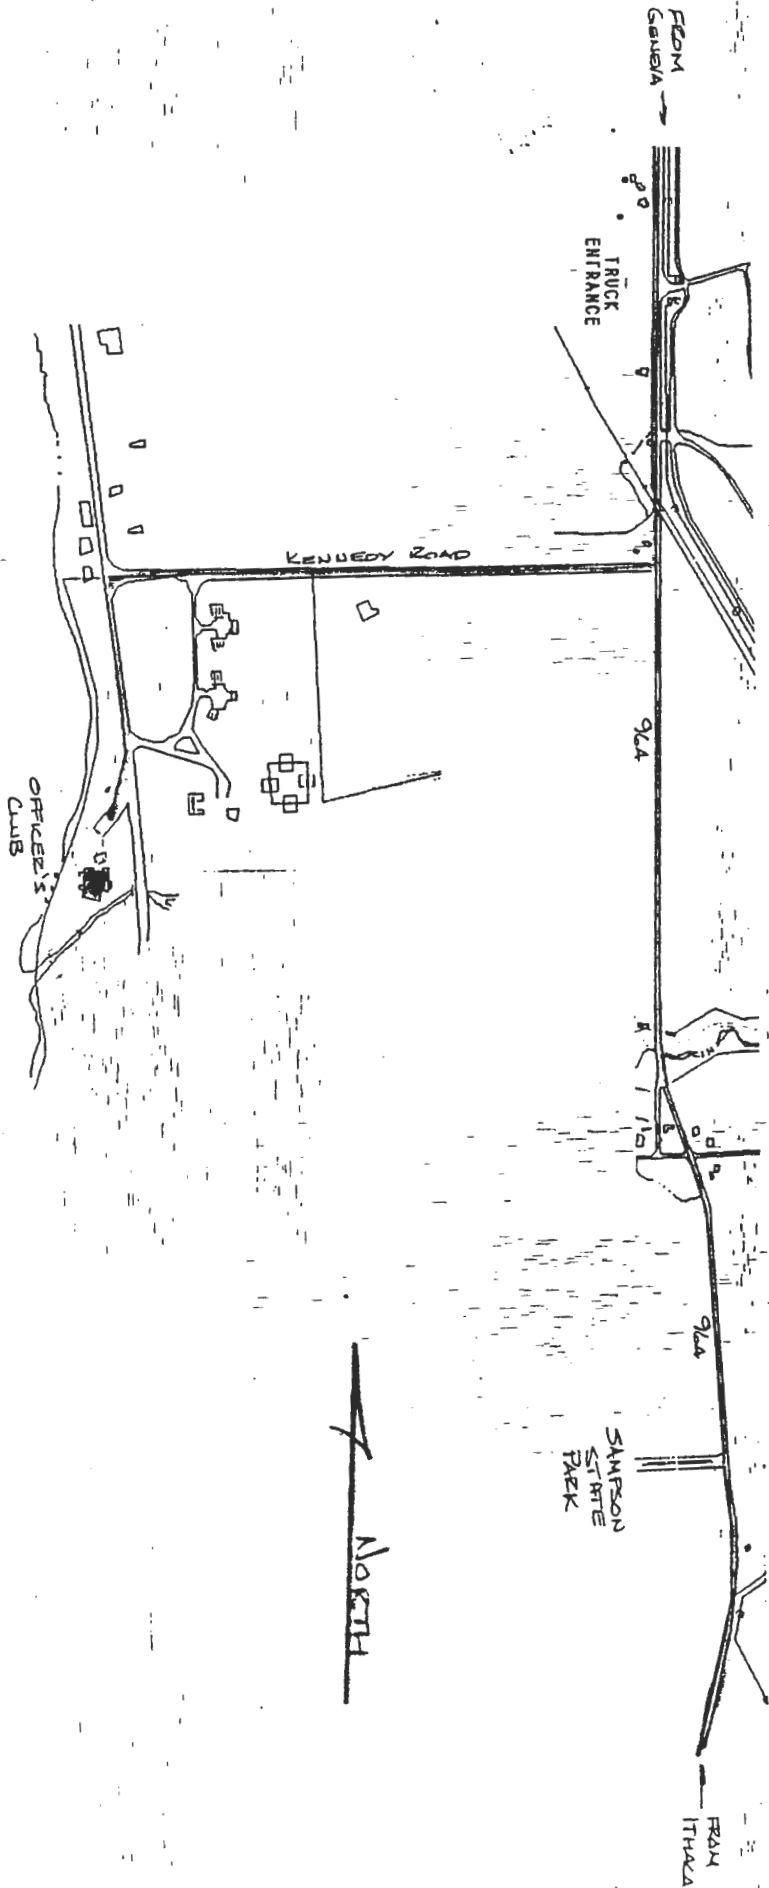 FROM
GENEVA
TRUCK
ENTRANCE
KENNEDY ROAD
96A
OFFICER'S
CLUB
96A
SAMPSON
STATE
PARK
NORTH
FROM
ITHACA